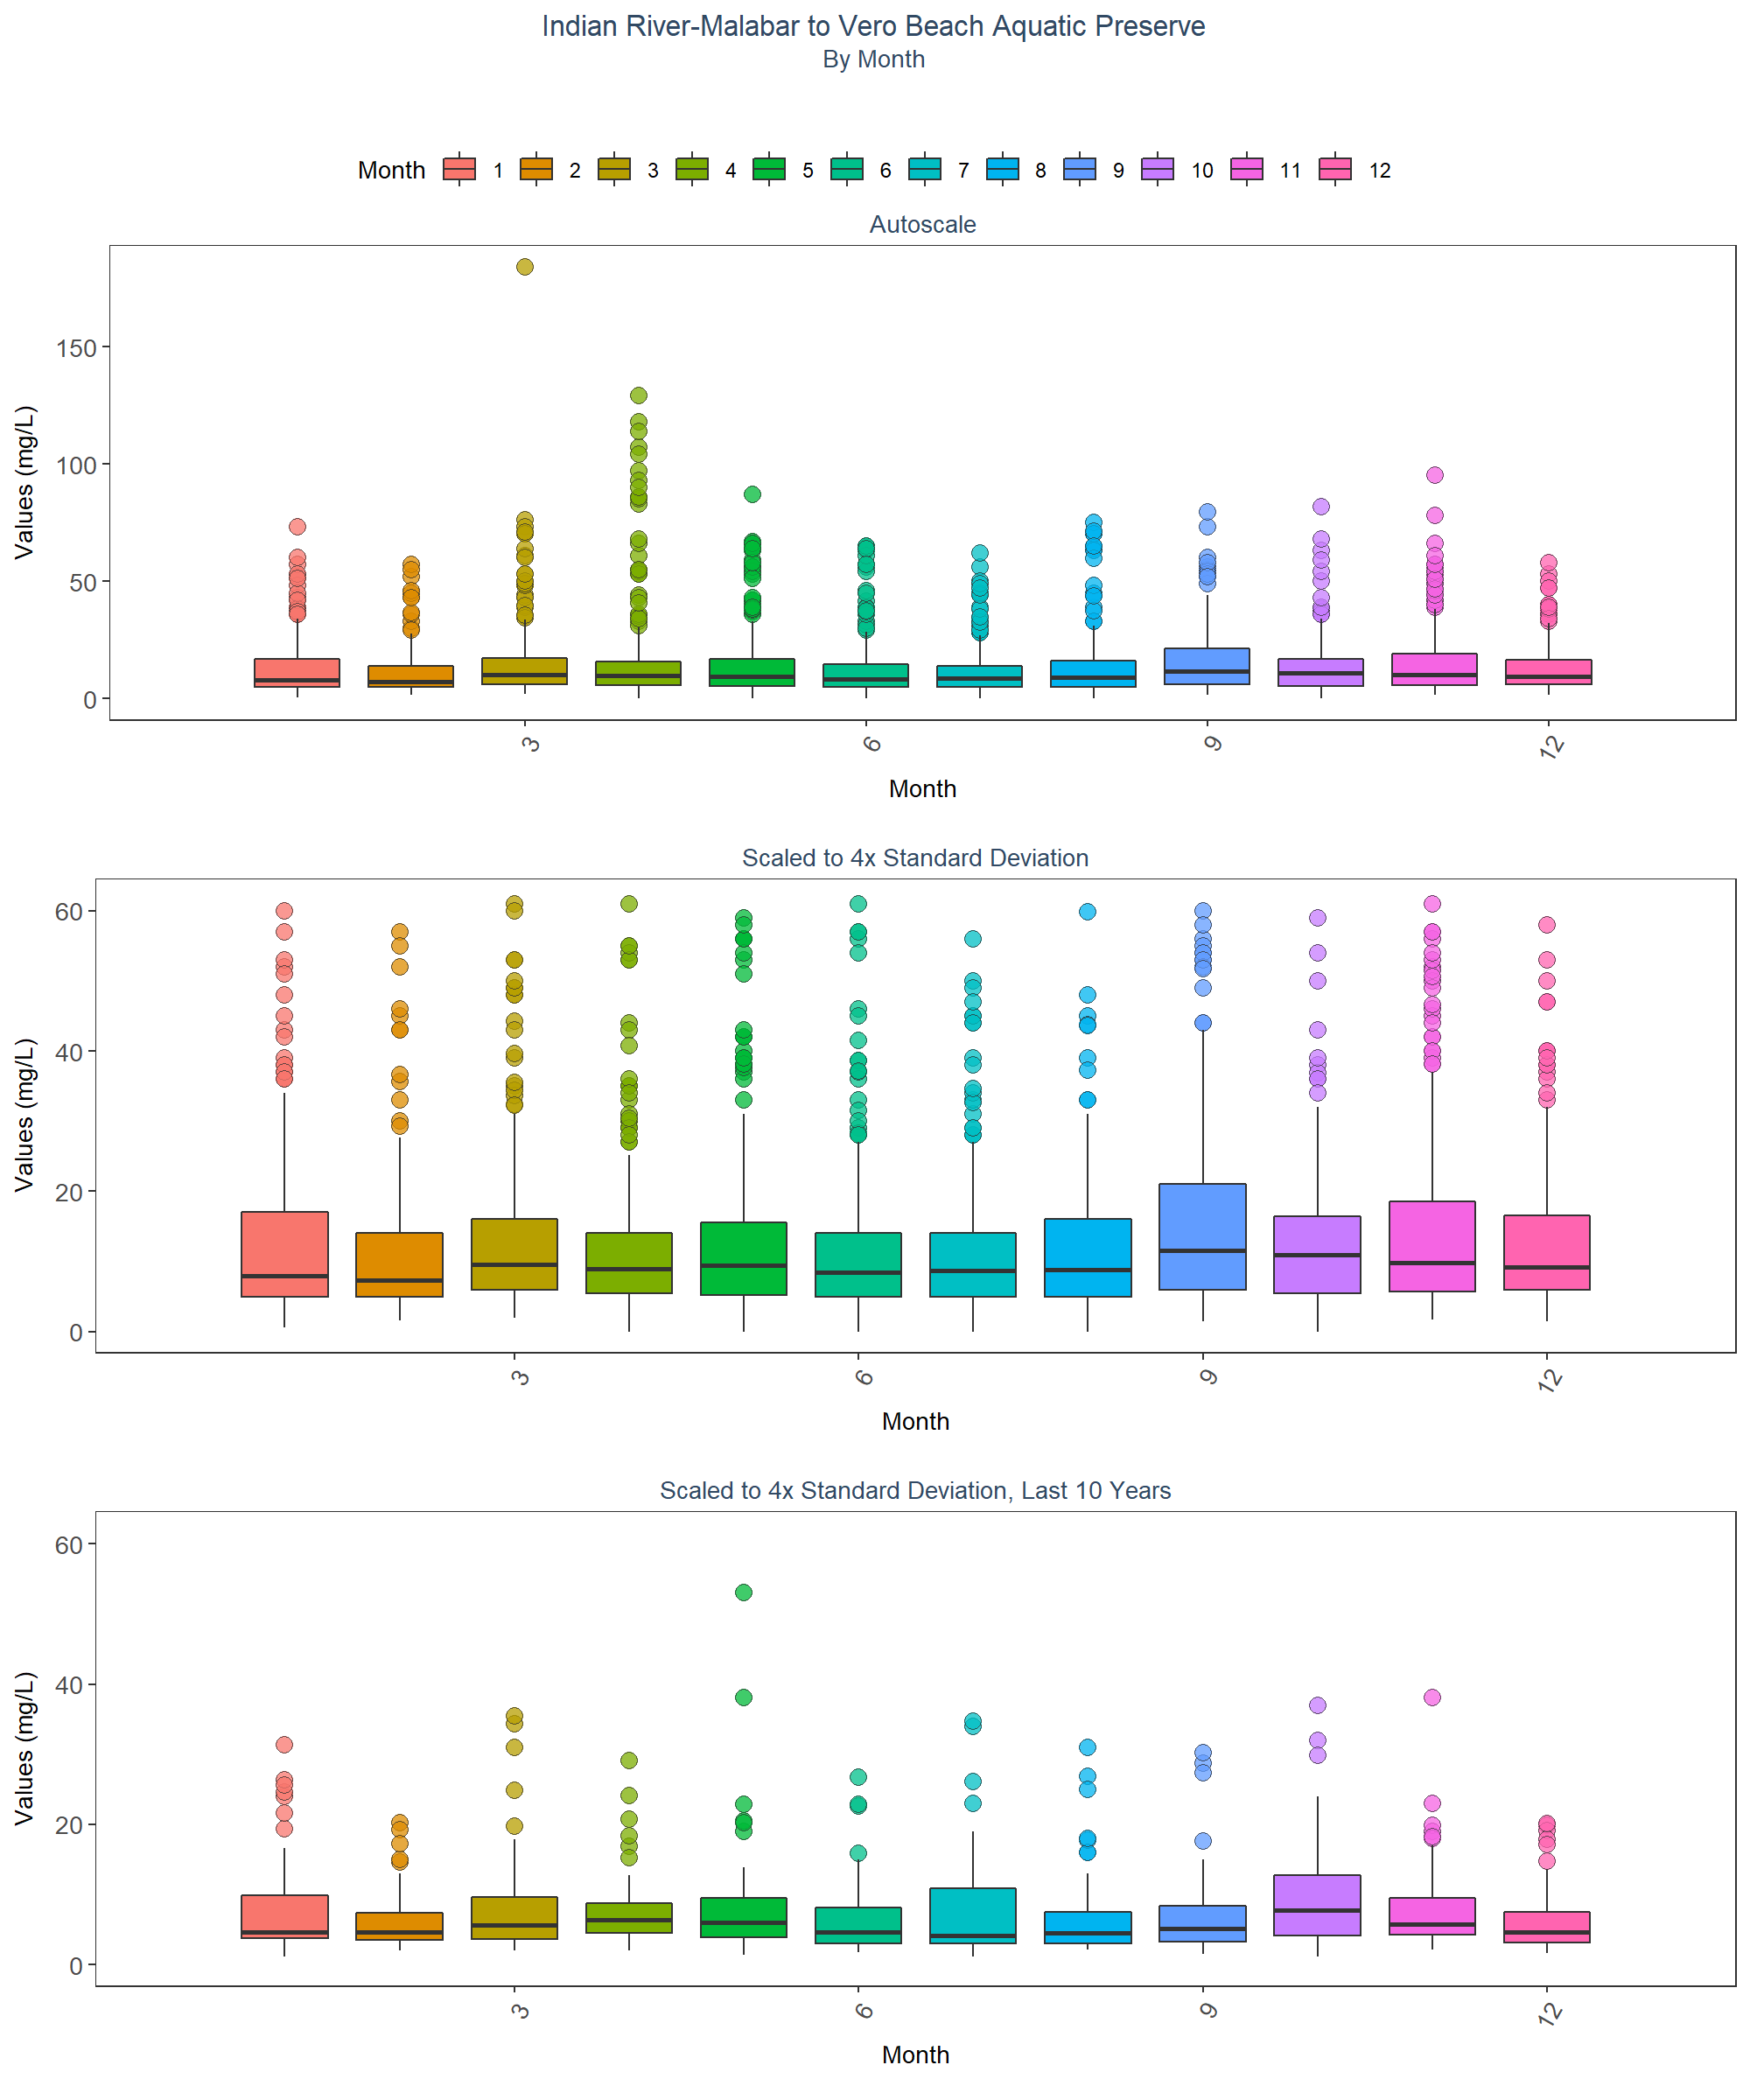 Indian River-Malabar to Vero Beach Aquatic Preserve
By Month
Month 1 2 3 4 5 6 7 8 9 10 11 12
Autoscale
Values (mg/L)
150
100
50
0
3 6 9 12
Month
Scaled to 4x Standard Deviation
Values (mg/L)
60
40
20
0
3 6 9 12
Month
Scaled to 4x Standard Deviation, Last 10 Years
Values (mg/L)
60
40
20
0
3 6 9 12
Month